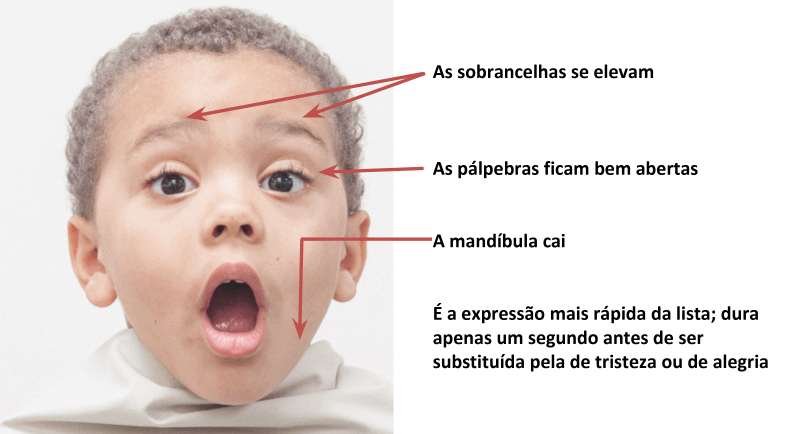 As sobrancelhas se elevam
As pálpebras ficam bem abertas
A mandíbula cai
É a expressão mais rápida da lista; dura
apenas um segundo antes de ser
substituída pela de tristeza ou de alegria